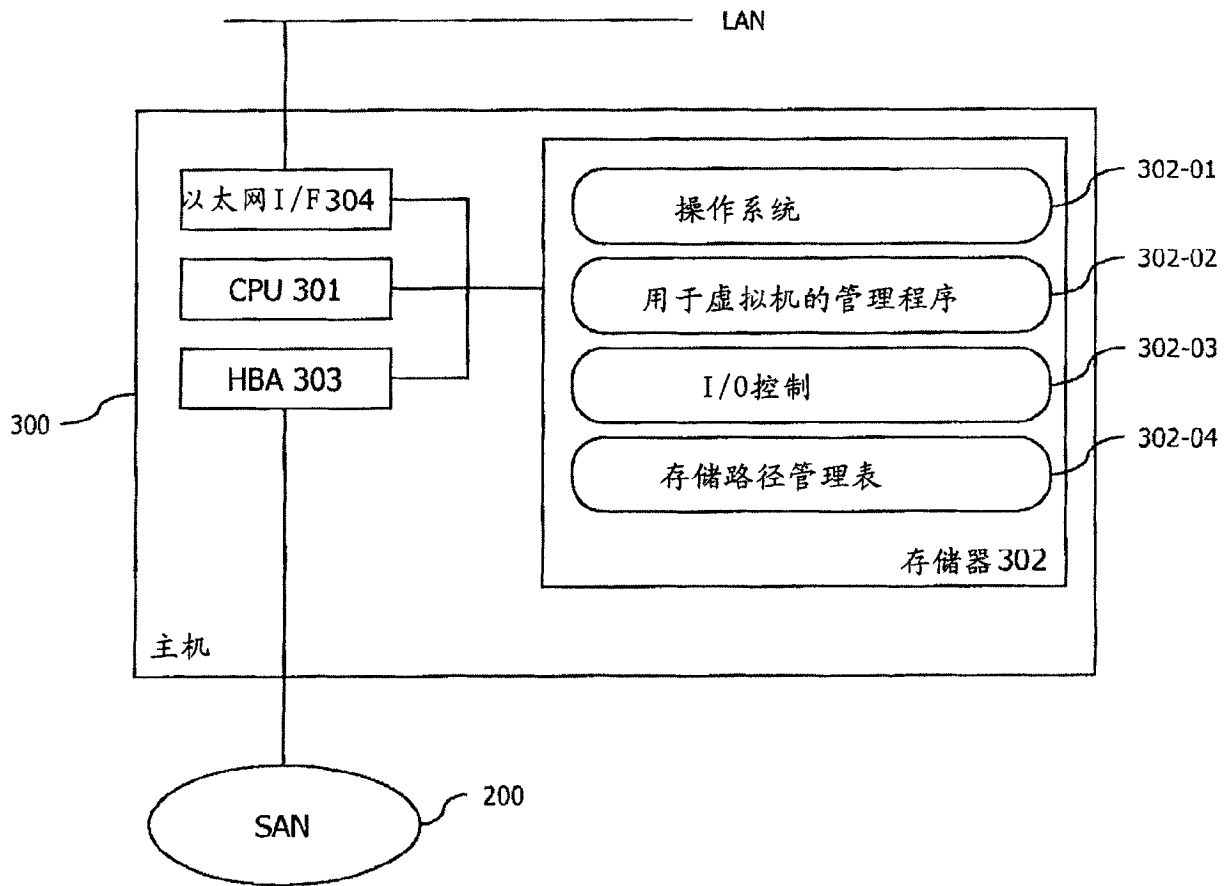 LAN
302-01
以太网I/F304
操作系统
302-02
CPU 301
用于虚拟机的管理程序
302-03
HBA 303
I/O控制
300
302-04
存储路径管理表
存储器302
主机
200
SAN